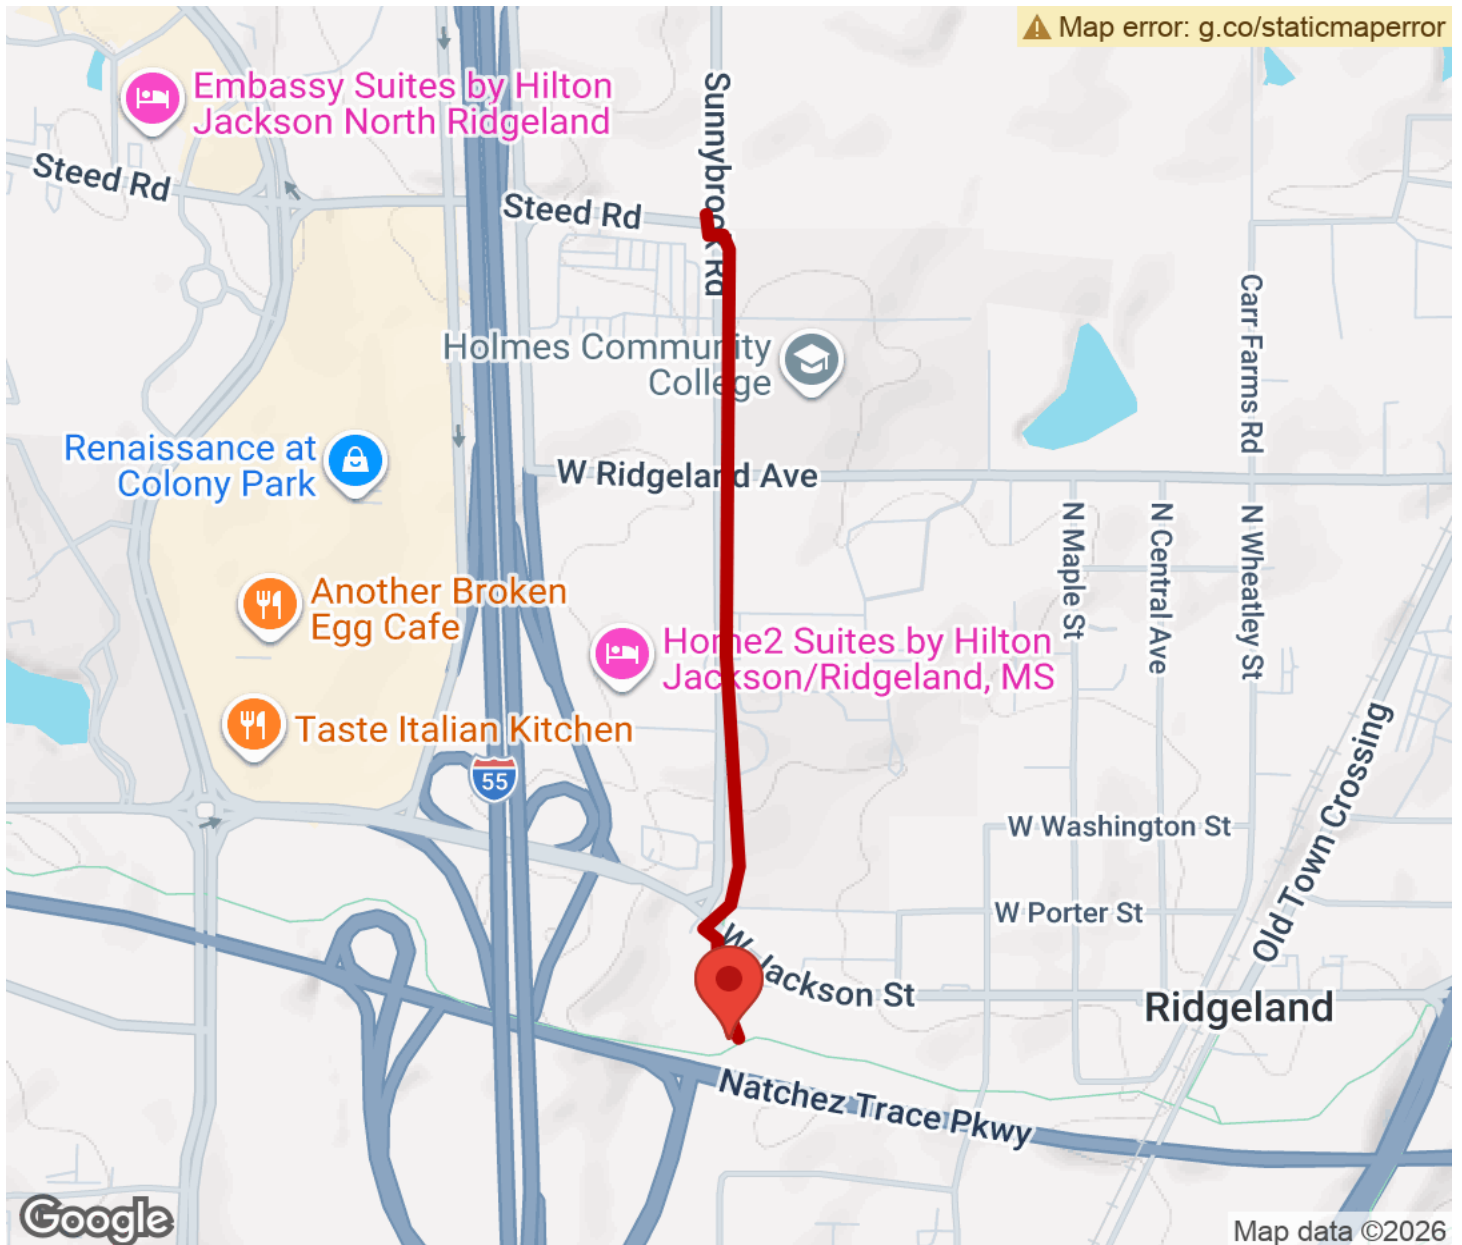 Map error: g.co/staticmaperror
Embassy Suites by Hilton
Jackson North Ridgeland
Sunnybrook Rd
Steed Rd
Steed Rd
Holmes Community
College
Carr Farms Rd
Renaissance at
Colony Park
W Ridgeland Ave
N Maple St
N Central Ave
N Wheatley St
Another Broken
Egg Cafe
Home2 Suites by Hilton
Jackson/Ridgeland, MS
Taste Italian Kitchen
55
Old Town Crossing
W Washington St
W Porter St
W Jackson St
Ridgeland
Natchez Trace Pkwy
Google
Map data ©2026